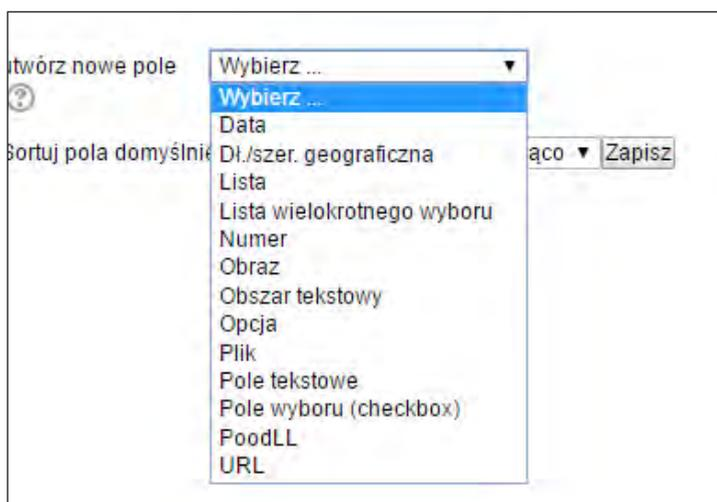 utwórz nowe pole Wybierz ...
Wybierz ...
Data
Sortuj pola domyślnie Dł./szer. geograficzna ąco Zapisz
Lista
Lista wielokrotnego wyboru
Numer
Obraz
Obszar tekstowy
Opcja
Plik
Pole tekstowe
Pole wyboru (checkbox)
PoodLL
URL